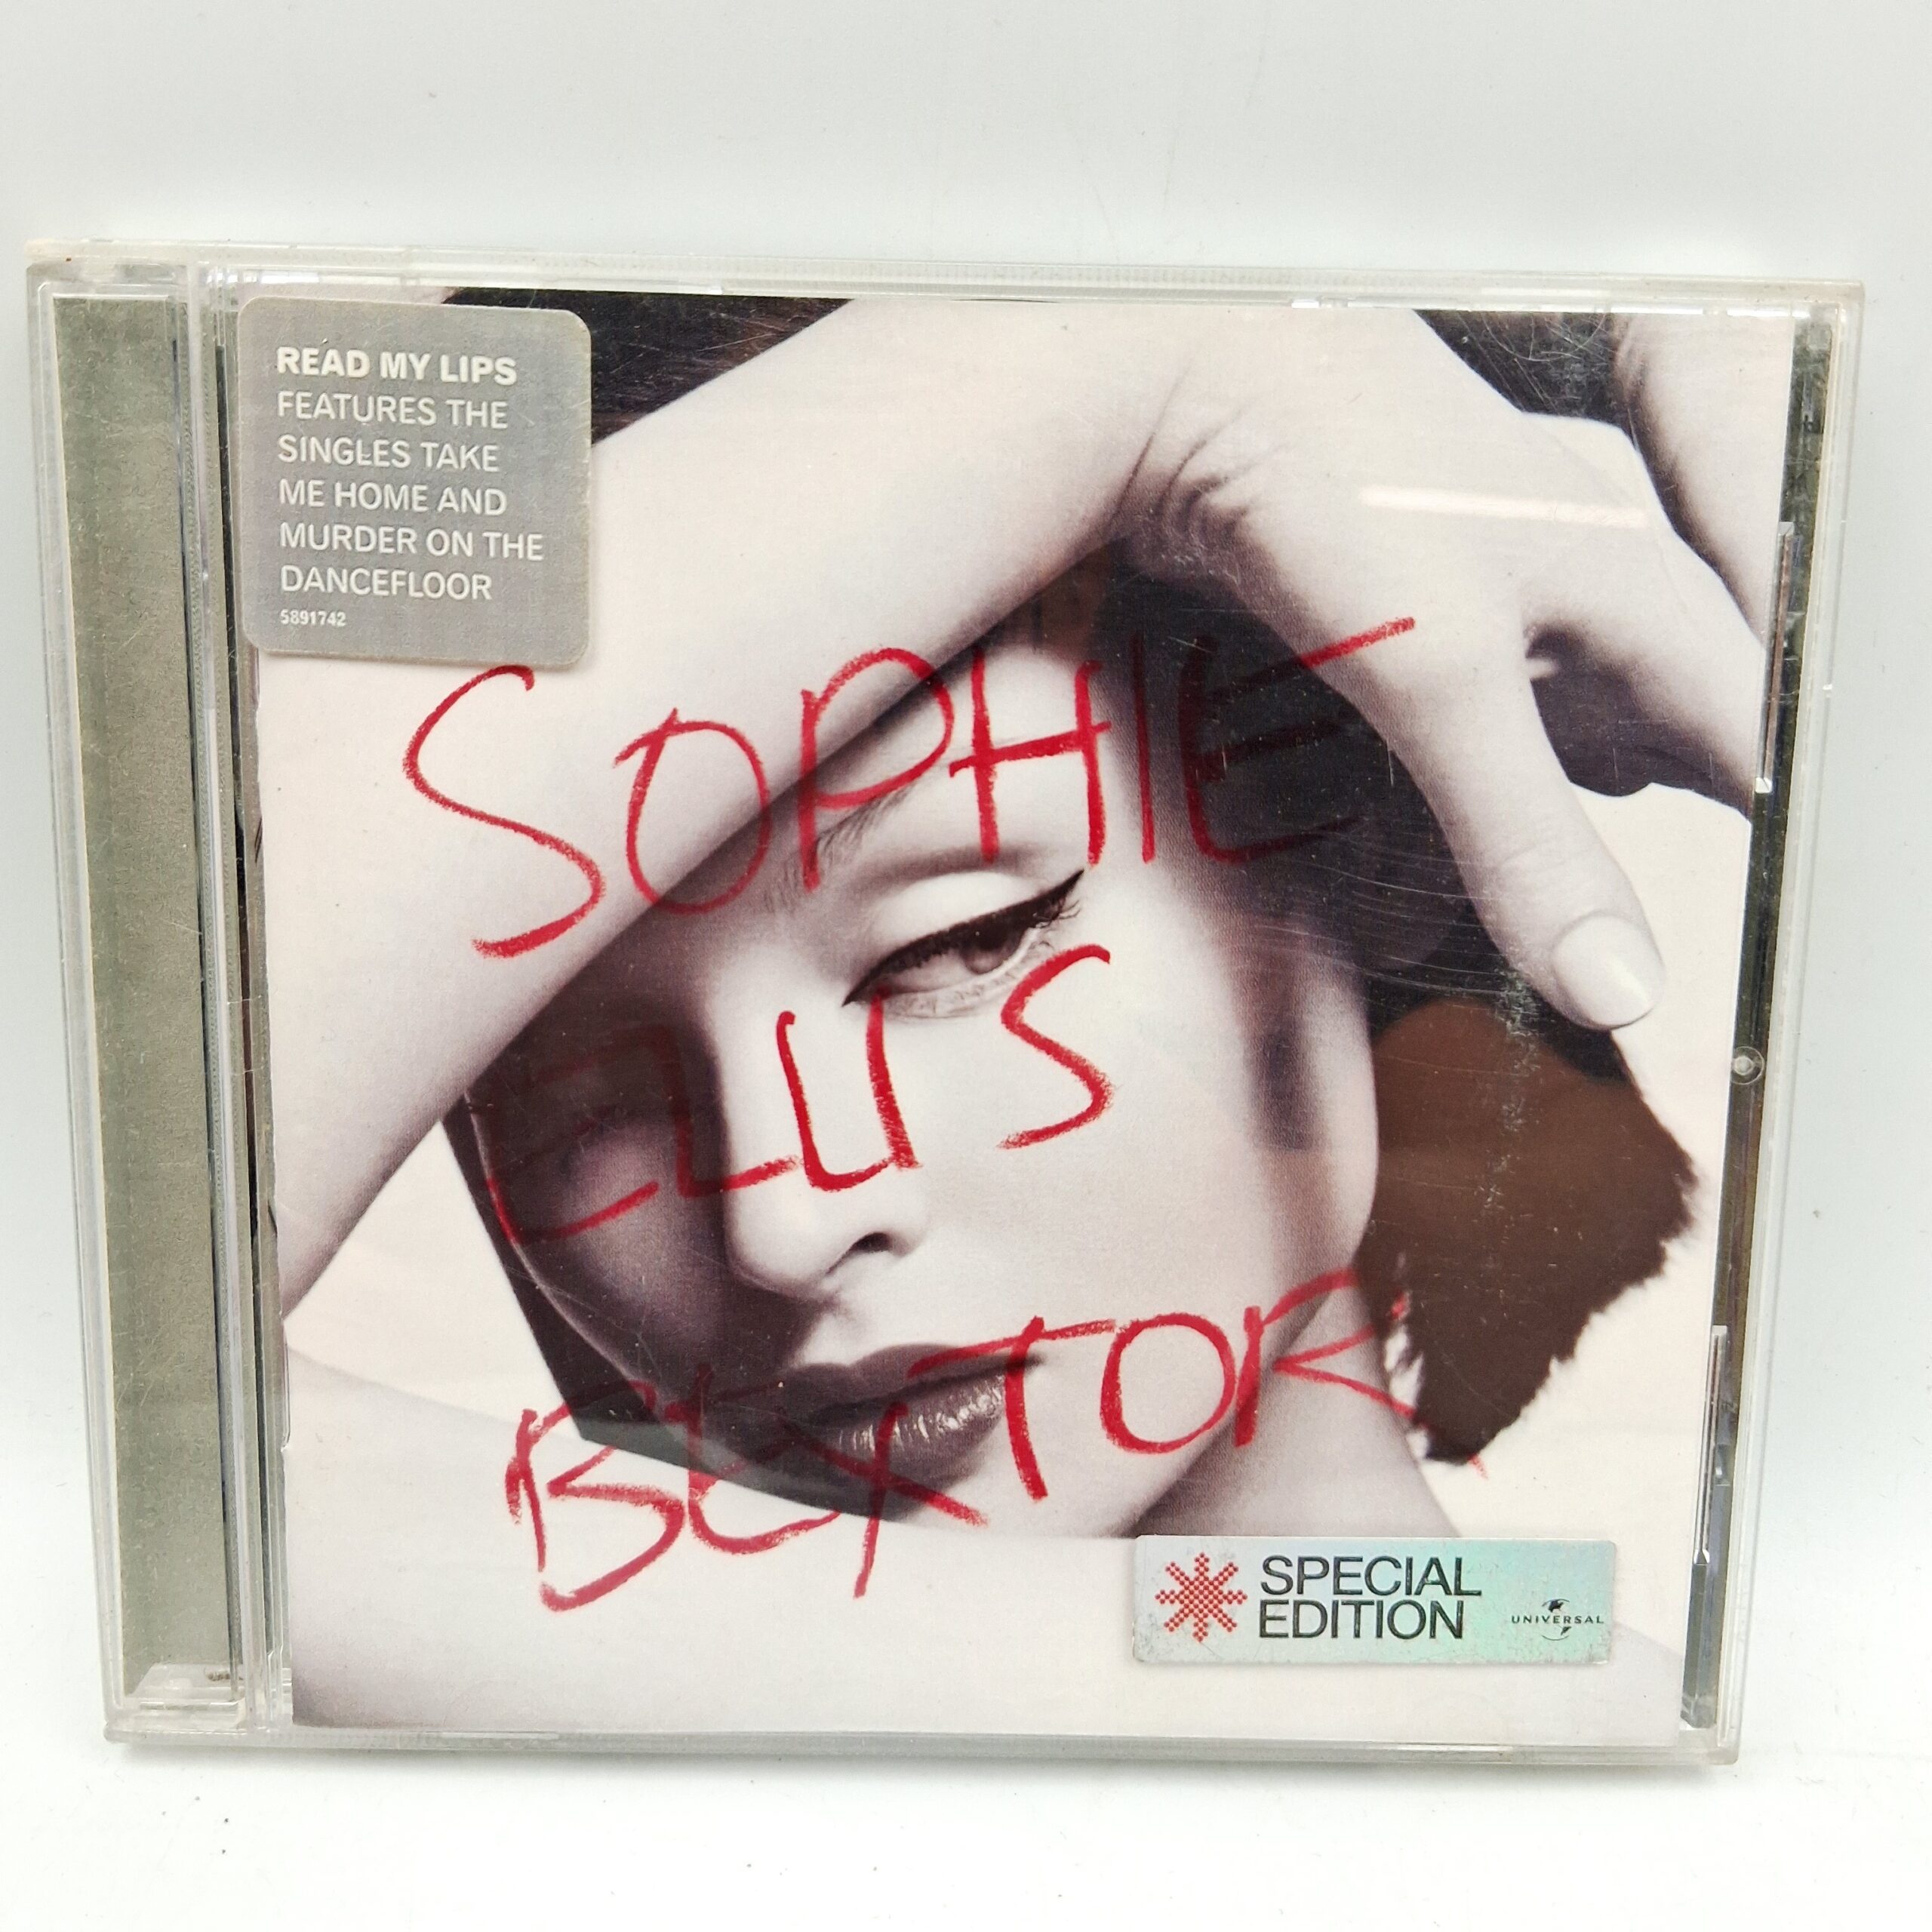 READ MY LIPS
FEATURES THE
SINGLES TAKE
ME HOME AND
MURDER ON THE
DANCEFLOOR
5891742
SOPHIE
ELLIS
BEXTOR
SPECIAL
EDITION
UNIVERSAL